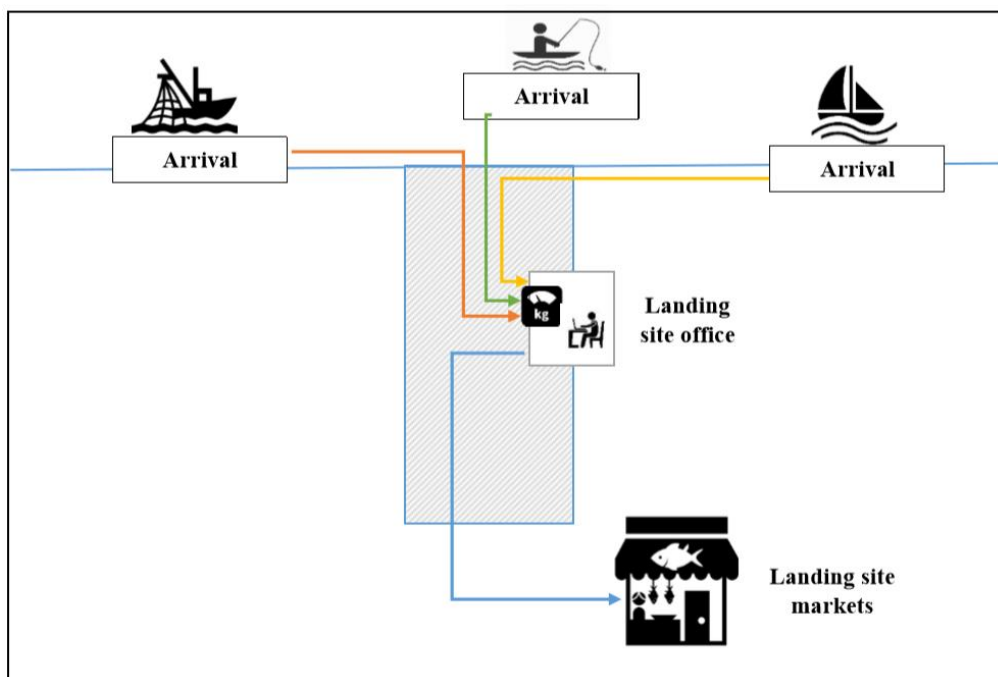 Arrival
Arrival
Arrival
kg
Landing
site office
Landing site
markets